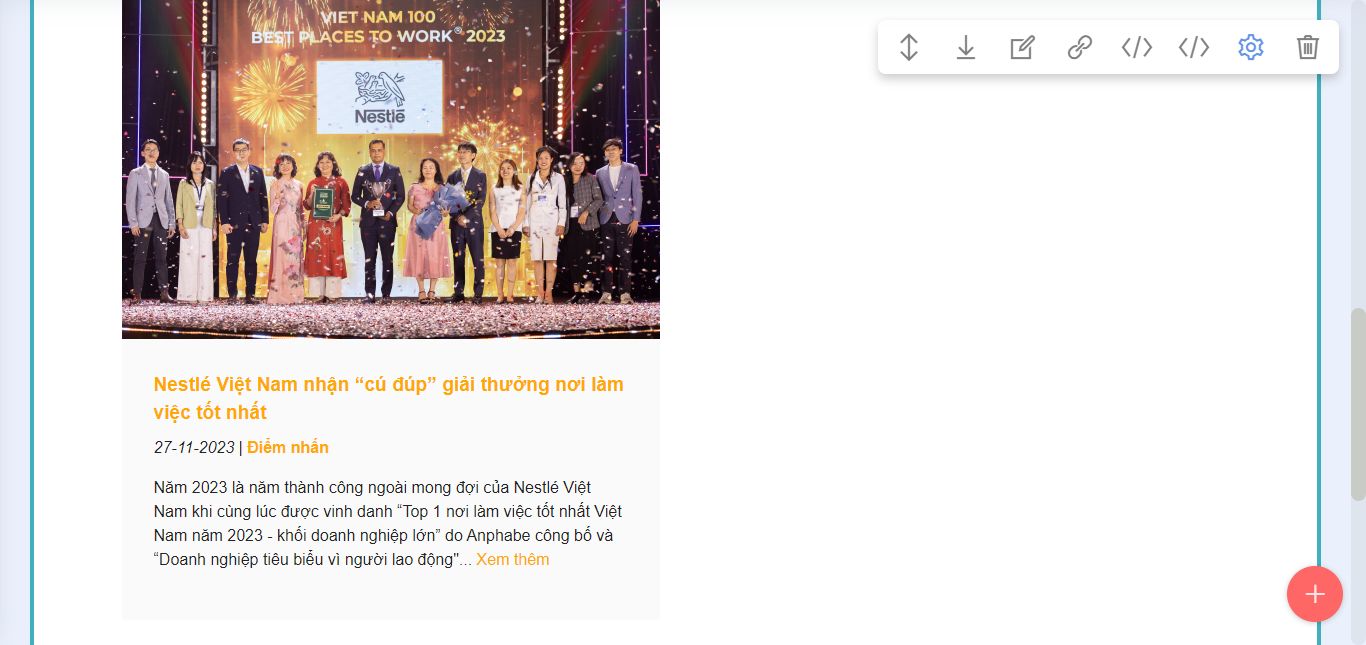 VIET NAM 100
BEST PLACES TO WORK® 2023
Nestlé
Nestlé Việt Nam nhận “cú đúp” giải thưởng nơi làm
việc tốt nhất
27-11-2023 | Điểm nhấn
Năm 2023 là năm thành công ngoài mong đợi của Nestlé Việt
Nam khi cùng lúc được vinh danh “Top 1 nơi làm việc tốt nhất Việt
Nam năm 2023 - khối doanh nghiệp lớn” do Anphabe công bố và
“Doanh nghiệp tiêu biểu vì người lao động"... Xem thêm